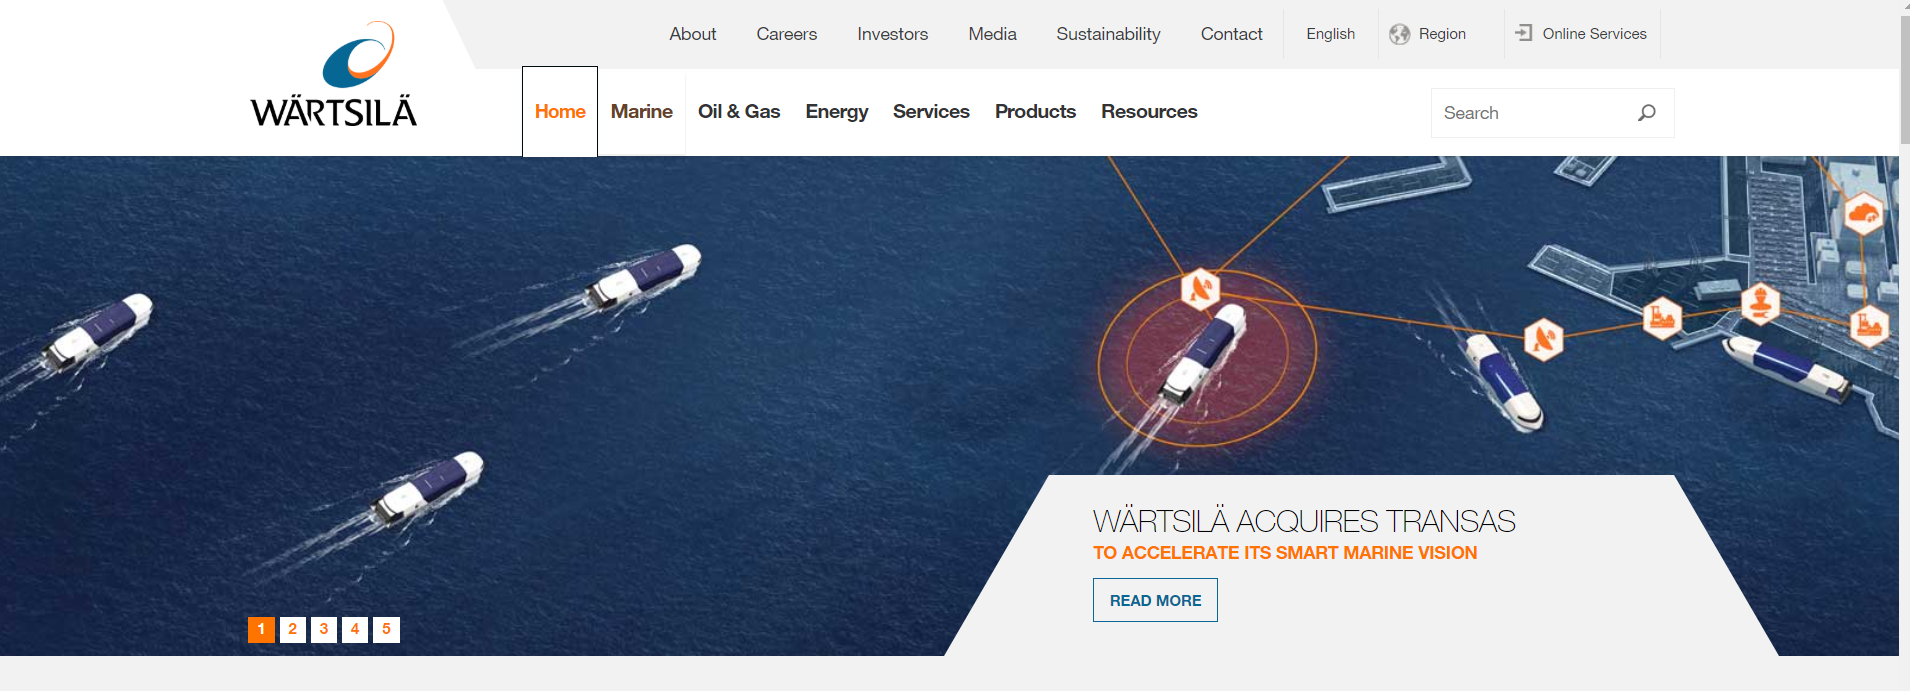 WÄRTSILÄ
About Careers Investors Media Sustainability Contact English Region Online Services
Home Marine Oil & Gas Energy Services Products Resources Search
WÄRTSILÄ ACQUIRES TRANSAS
TO ACCELERATE ITS SMART MARINE VISION
READ MORE
1 2 3 4 5